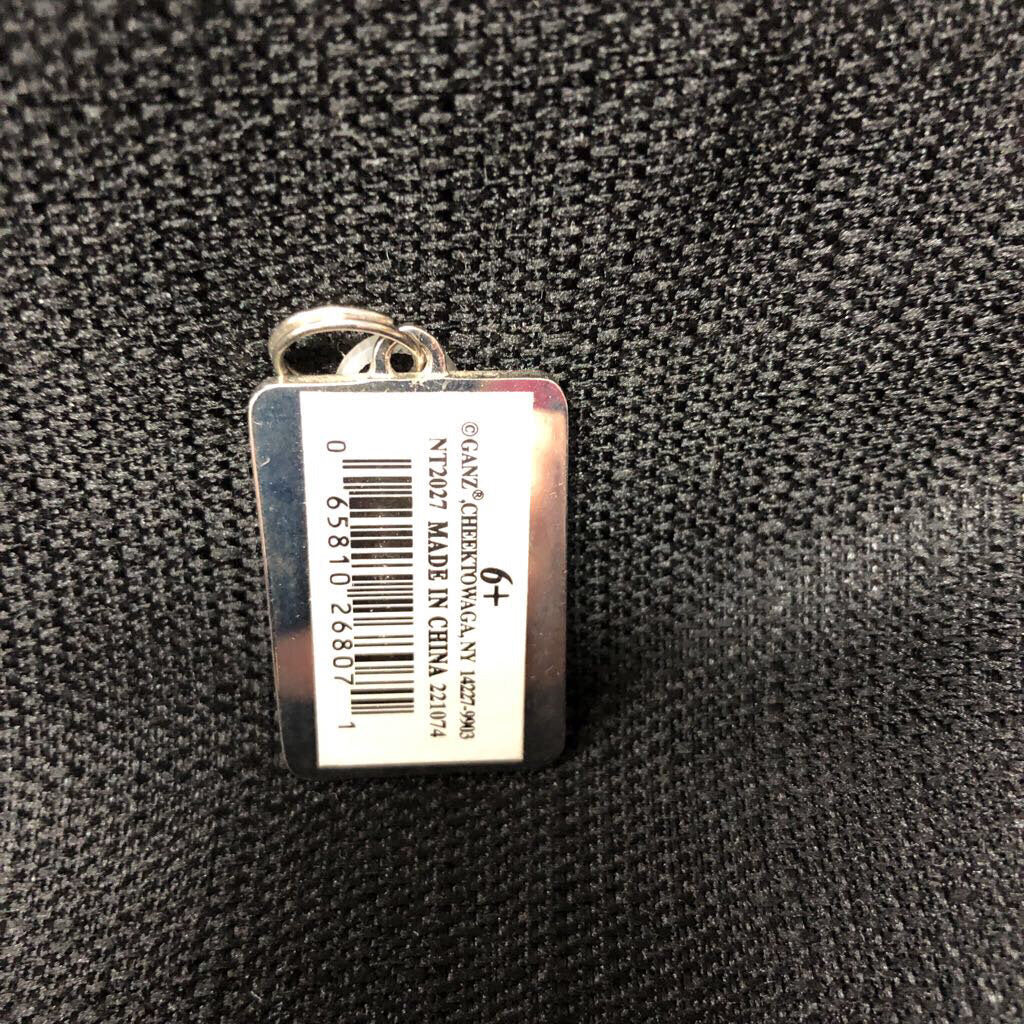 6+
©GANZ®,CHEEKTOWAGA,NY 14227-9903
NT2027 MADE IN CHINA 221074
0 65810 26807 1